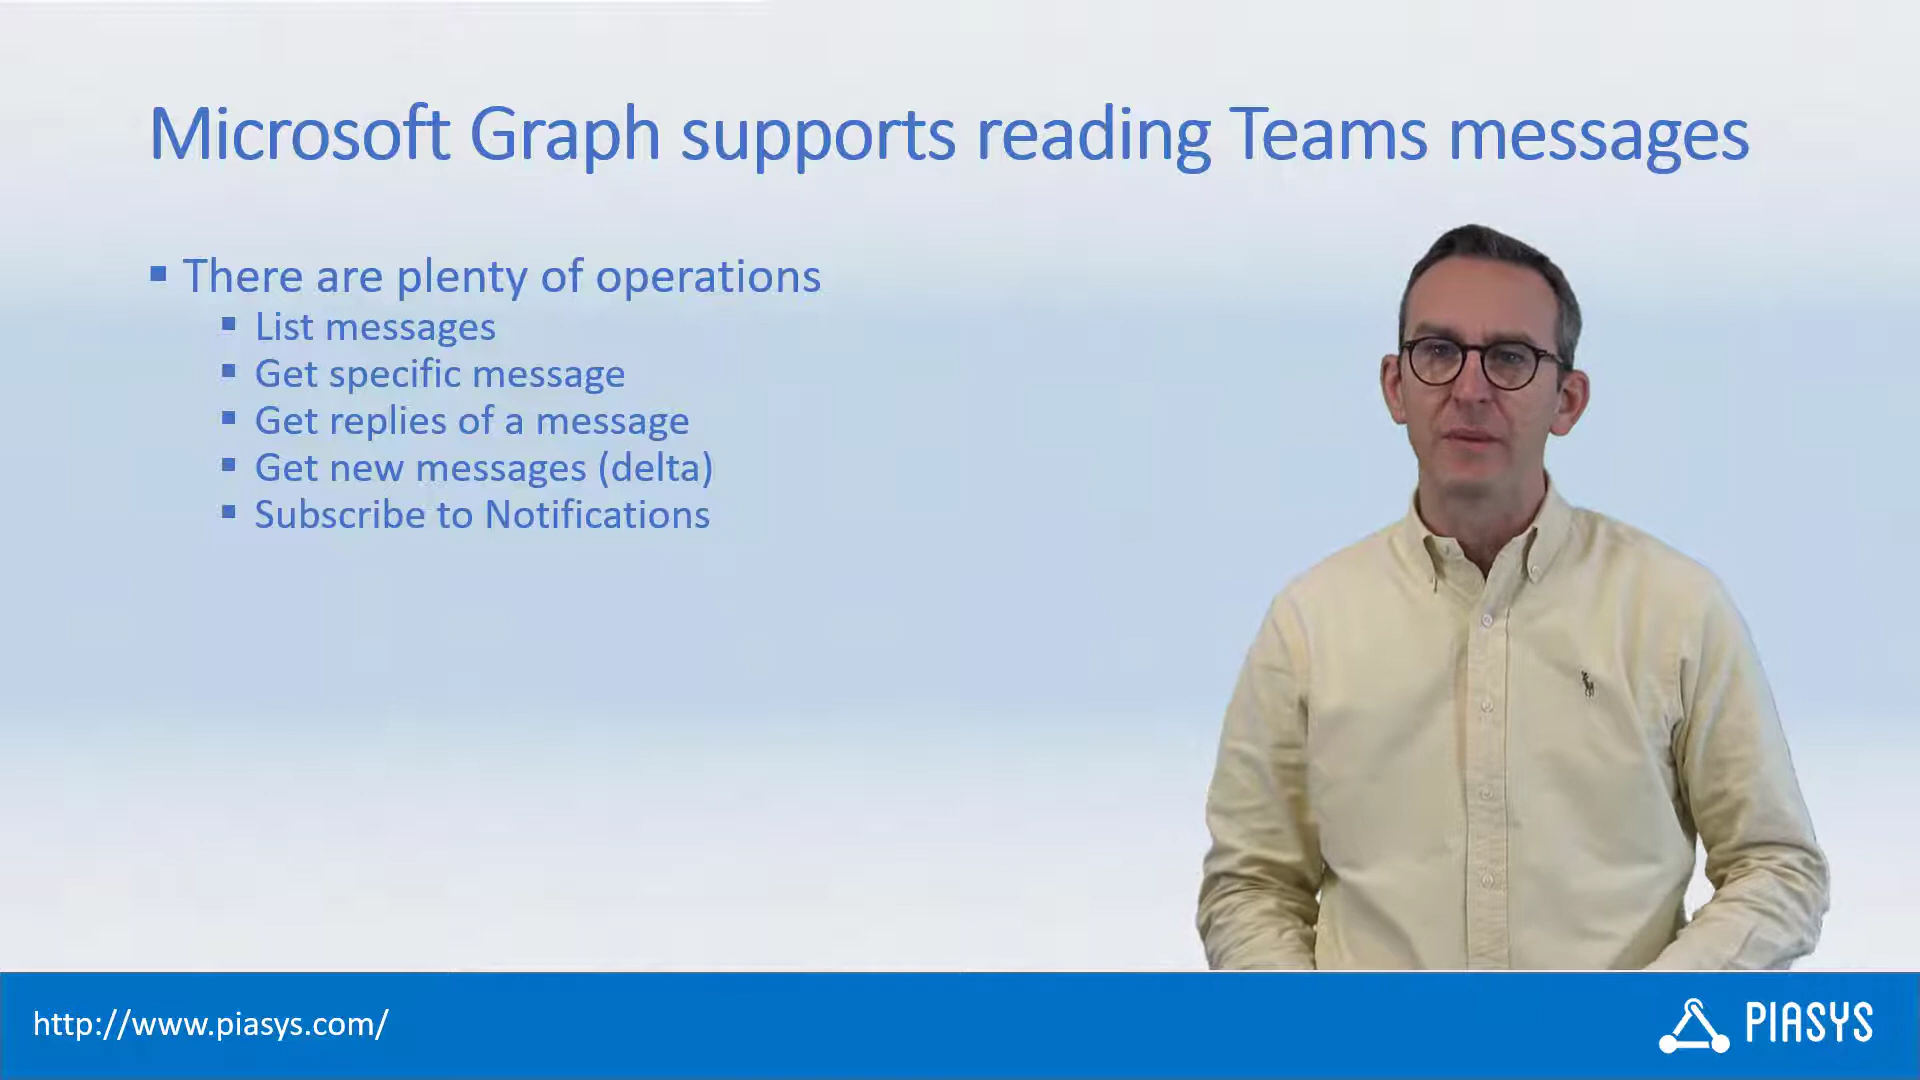 Microsoft Graph supports reading Teams messages
There are plenty of operations
List messages
Get specific message
Get replies of a message
Get new messages (delta)
Subscribe to Notifications
http://www.piasys.com/
PIASYS